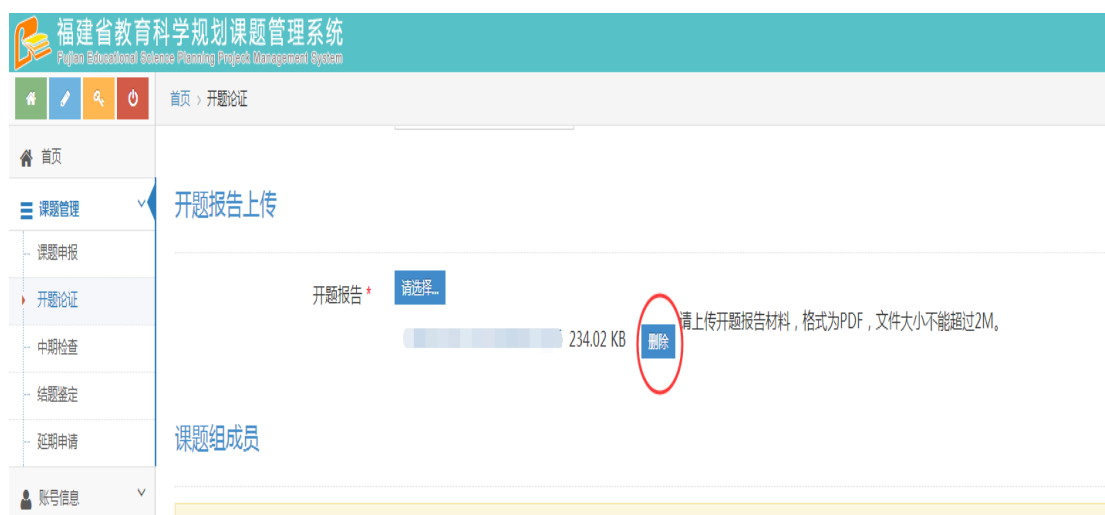 福建省教育科学规划课题管理系统
Fujian Educational Science Planning Project Management System
首页 > 开题论证
首页
课题管理
开题报告上传
课题申报
开题论证
开题报告 *
请选择...
请上传开题报告材料，格式为PDF，文件大小不能超过2M。
234.02 KB
删除
中期检查
结题鉴定
延期申请
课题组成员
账号信息